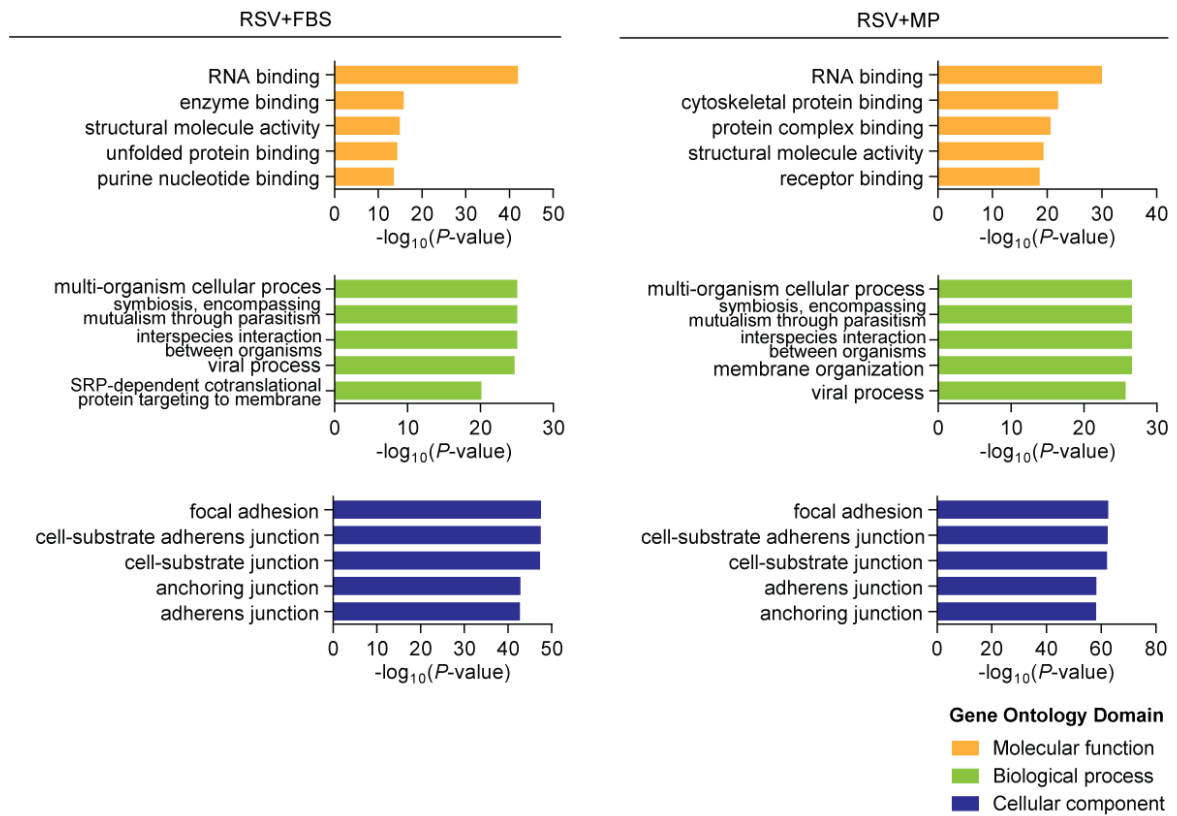 RSV+FBS
RNA binding
enzyme binding
structural molecule activity
unfolded protein binding
purine nucleotide binding
0 10 20 30 40 50
-log10(P-value)
multi-organism cellular proces
symbiosis, encompassing
mutualism through parasitism
interspecies interaction
between organisms
viral process
SRP-dependent cotranslational
protein targeting to membrane
0 10 20 30
-log10(P-value)
focal adhesion
cell-substrate adherens junction
cell-substrate junction
anchoring junction
adherens junction
0 10 20 30 40 50
-log10(P-value)
RSV+MP
RNA binding
cytoskeletal protein binding
protein complex binding
structural molecule activity
receptor binding
0 10 20 30 40
-log10(P-value)
multi-organism cellular process
symbiosis, encompassing
mutualism through parasitism
interspecies interaction
between organisms
membrane organization
viral process
0 10 20 30
-log10(P-value)
focal adhesion
cell-substrate adherens junction
cell-substrate junction
adherens junction
anchoring junction
0 20 40 60 80
-log10(P-value)
Gene Ontology Domain
Molecular function
Biological process
Cellular component